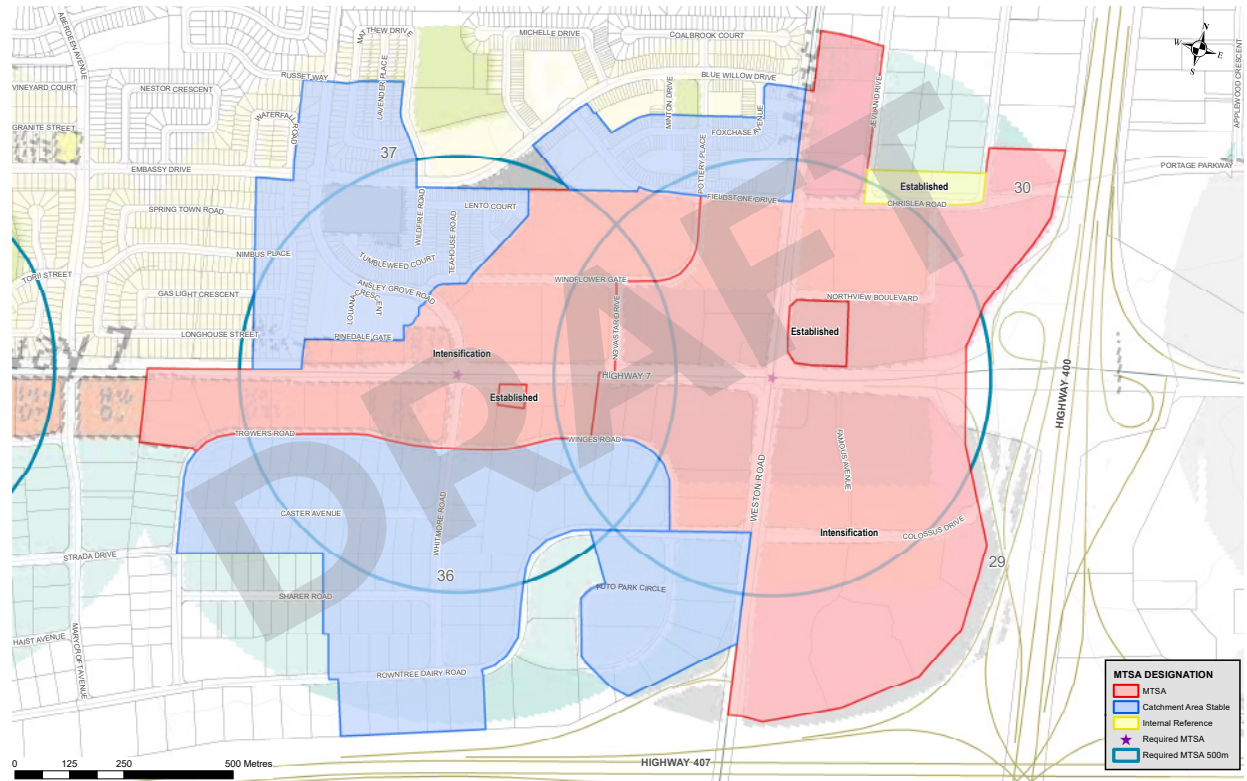 ABERDEEN AVENUE
MATTHEW DRIVE
MICHELLE DRIVE
COALBROOK COURT
N
W
E
S
RUSSET WAY
BLUE WILLOW DRIVE
VINEYARD COURT
NESTOR CRESCENT
LAVENDER PLACE
MINTON DRIVE
EVIAN DRIVE
APPLEWOOD CRESCENT
WATERFALL ROAD
GRANITE STREET
FOXCHASE AVENUE
37
EMBASSY DRIVE
POTTERY PLACE
PORTAGE PARKWAY
Established
30
FIELDSTONE DRIVE
CHRISLEA ROAD
SPRING TOWN ROAD
WILDFIRE ROAD
LENTO COURT
TEAHOUSE ROAD
NIMBUS PLACE
TUMBLEWEED COURT
TORII STREET
WINDFLOWER GATE
ANSLEY GROVE ROAD
GAS LIGHT CRESCENT
LOUANA CRESCENT
NORTHVIEW BOULEVARD
NOVASTAR DRIVE
LONGHOUSE STREET
PINEDALE GATE
Established
Intensification
HIGHWAY 7
HIGHWAY 400
Established
TROWERS ROAD
WINGES ROAD
FAMOUS AVENUE
WESTON ROAD
CASTER AVENUE
WHITMORE ROAD
Intensification
COLOSSUS DRIVE
STRADA DRIVE
29
36
AUTO PARK CIRCLE
SHARER ROAD
HAIST AVENUE
MARYCROFT AVENUE
ROWNTREE DAIRY ROAD
DRAFT
MTSA DESIGNATION
MTSA
Catchment Area Stable
Internal Reference
Required MTSA
Required MTSA 500m
HIGHWAY 407
0 125 250 500 Metres